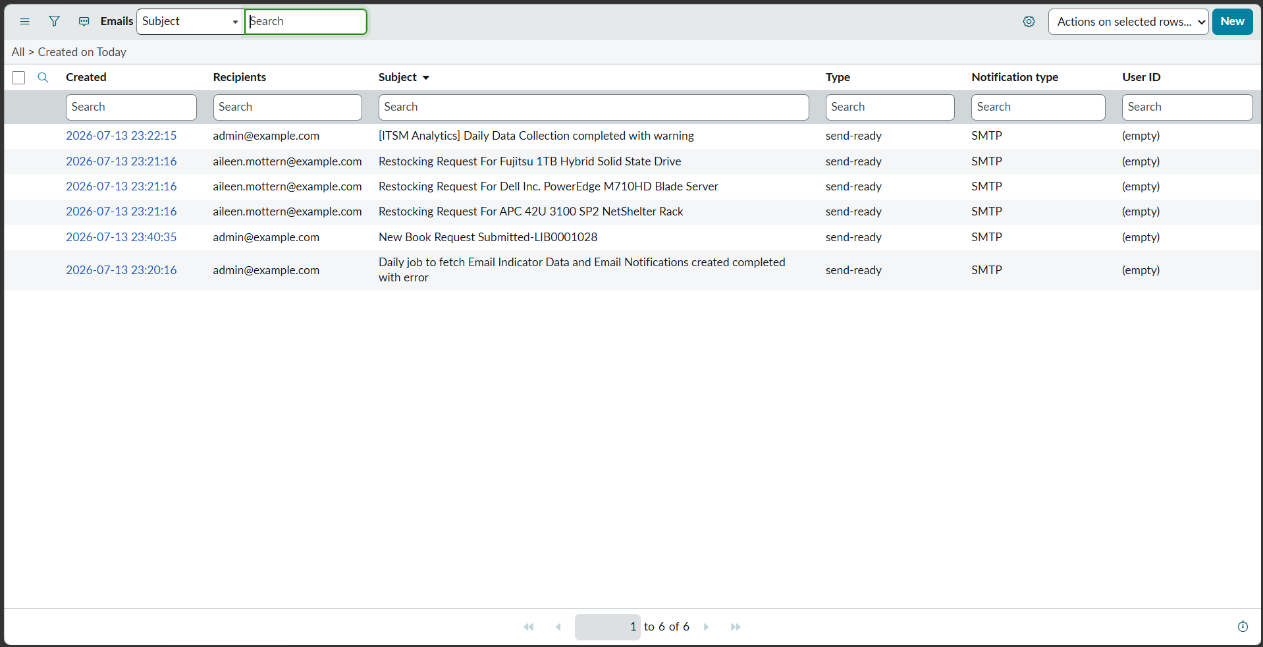 Emails Subject Search Actions on selected rows... New
All > Created on Today
Created Recipients Subject Type Notification type User ID
Search Search Search Search Search Search
2026-07-13 23:22:15 admin@example.com [ITSM Analytics] Daily Data Collection completed with warning send-ready SMTP (empty)
2026-07-13 23:21:16 aileen.mottern@example.com Restocking Request For Fujitsu 1TB Hybrid Solid State Drive send-ready SMTP (empty)
2026-07-13 23:21:16 aileen.mottern@example.com Restocking Request For Dell Inc. PowerEdge M710HD Blade Server send-ready SMTP (empty)
2026-07-13 23:21:16 aileen.mottern@example.com Restocking Request For APC 42U 3100 SP2 NetShelter Rack send-ready SMTP (empty)
2026-07-13 23:40:35 admin@example.com New Book Request Submitted-LIB0001028 send-ready SMTP (empty)
2026-07-13 23:20:16 admin@example.com Daily job to fetch Email Indicator Data and Email Notifications created completed with error send-ready SMTP (empty)
1 to 6 of 6